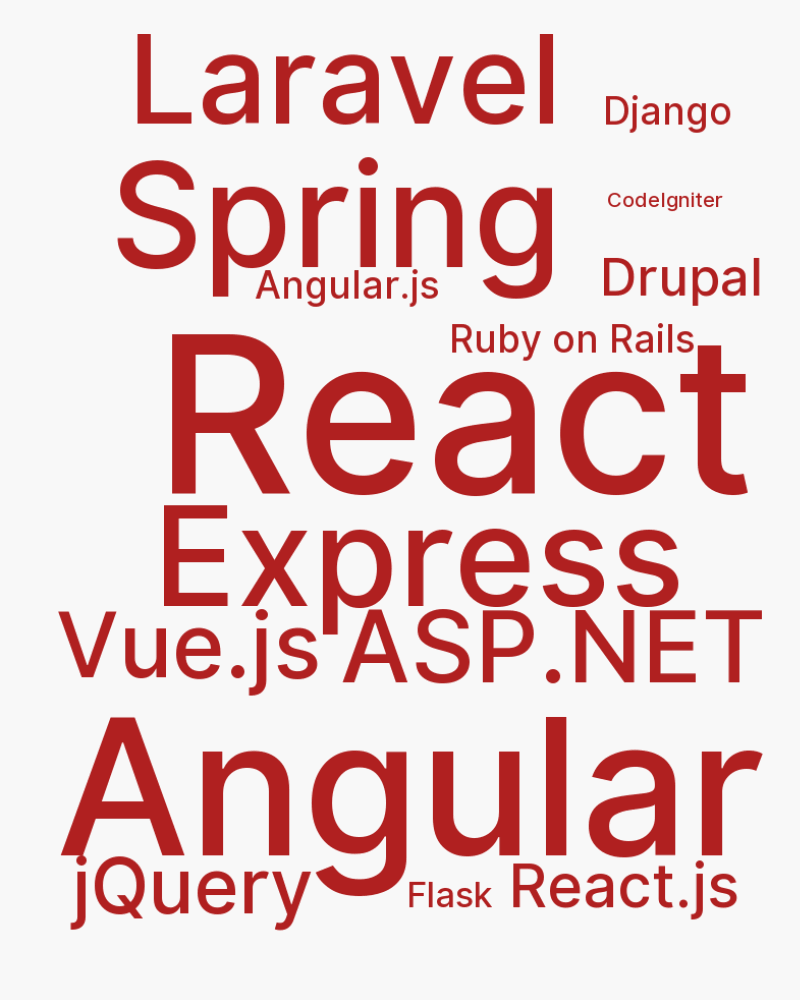 Laravel
Django
Spring
CodeIgniter
Angular.js
Drupal
Ruby on Rails
React
Express
Vue.js
ASP.NET
Angular
jQuery
Flask
React.js